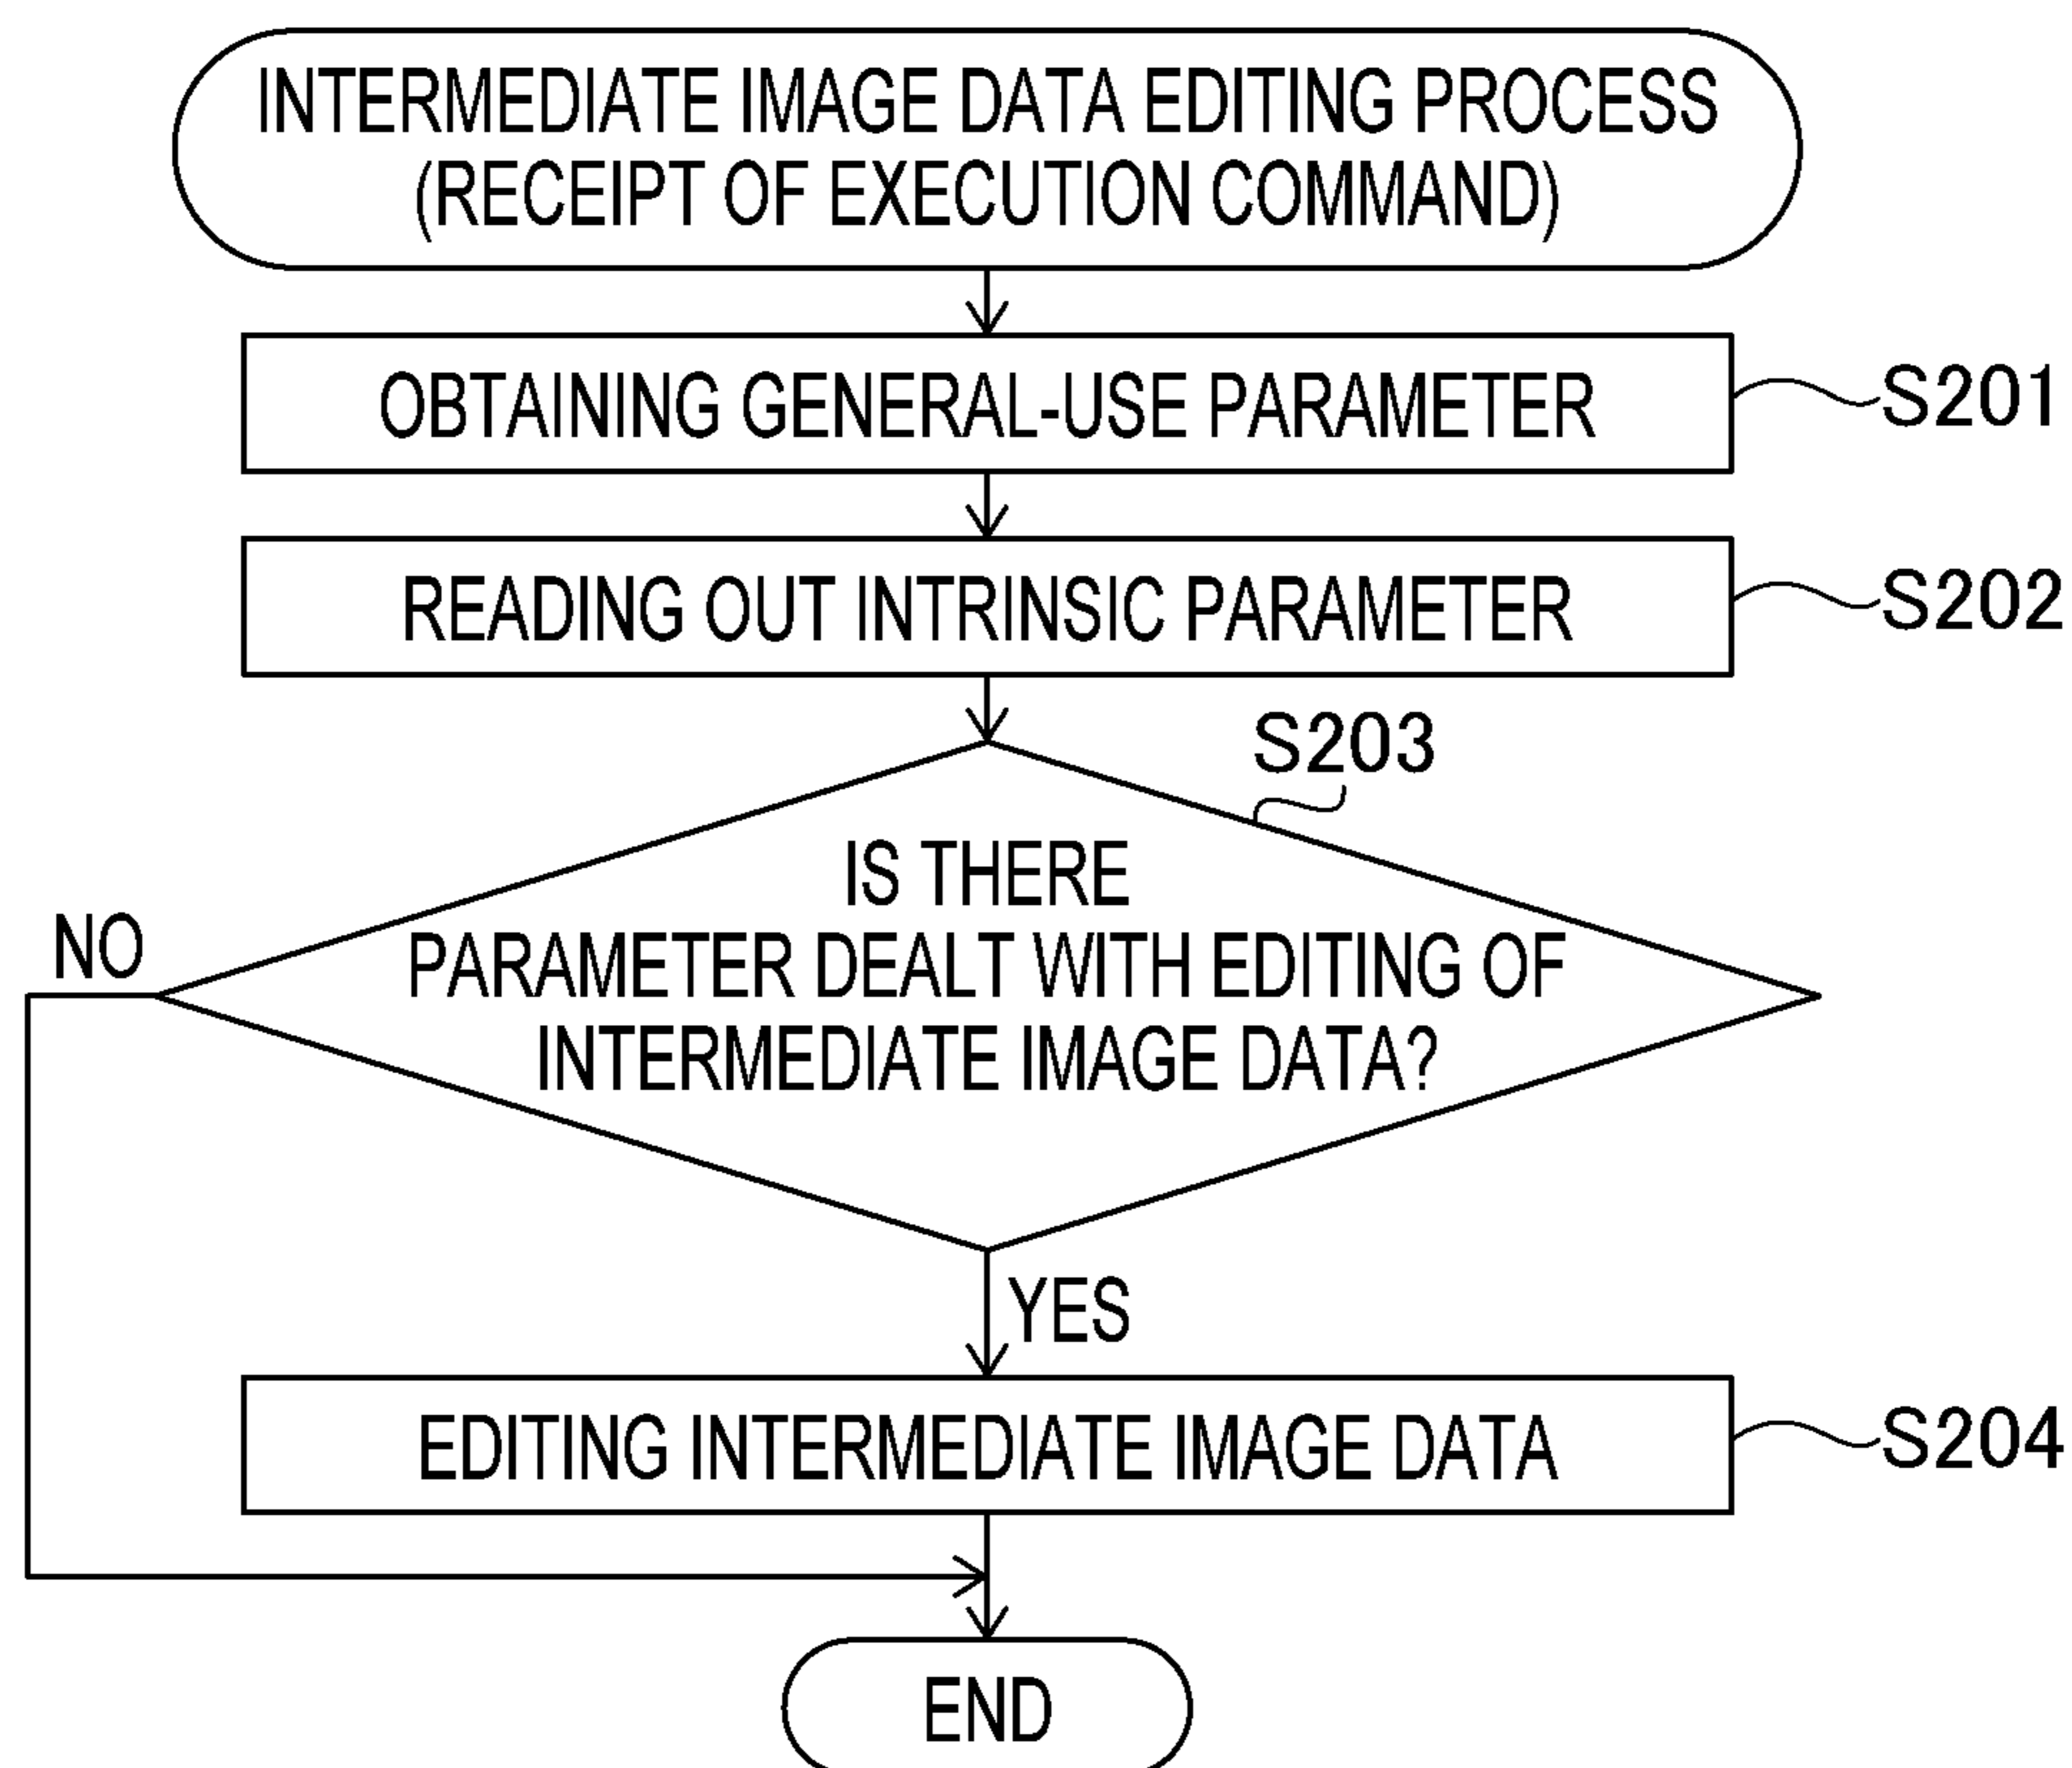 INTERMEDIATE IMAGE DATA EDITING PROCESS
(RECEIPT OF EXECUTION COMMAND)
OBTAINING GENERAL-USE PARAMETER
S201
READING OUT INTRINSIC PARAMETER
S202
S203
IS THERE
PARAMETER DEALT WITH EDITING OF
INTERMEDIATE IMAGE DATA?
NO
YES
EDITING INTERMEDIATE IMAGE DATA
S204
END